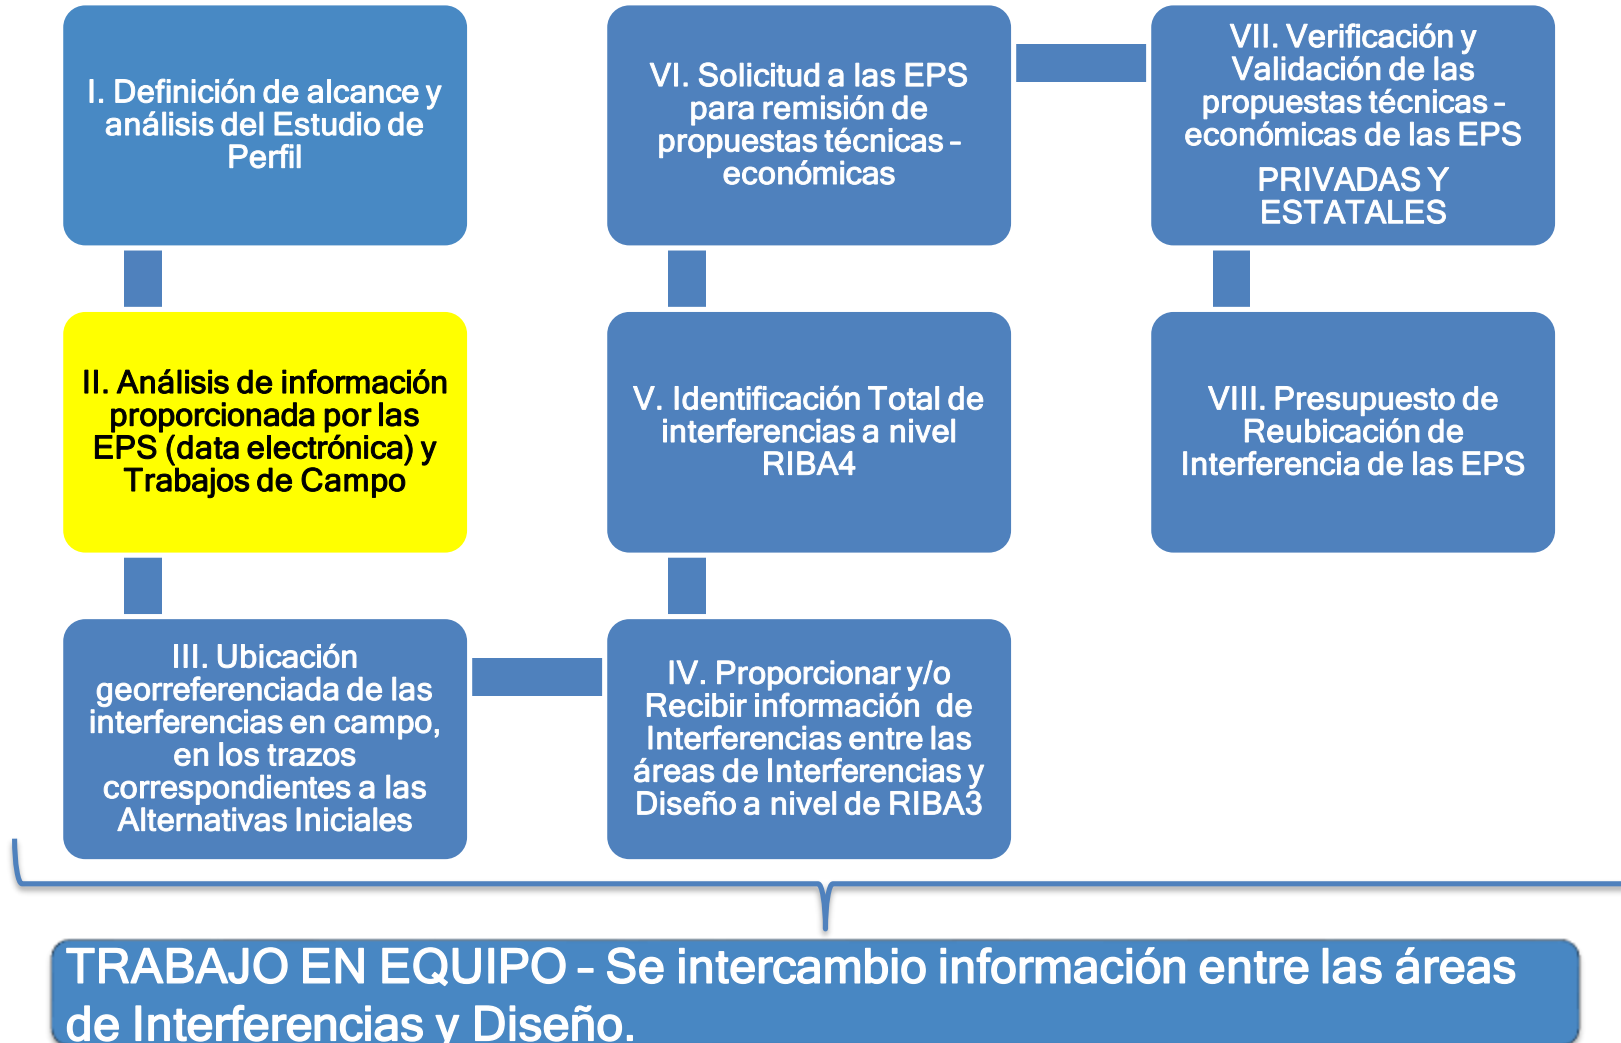 I. Definición de alcance y
análisis del Estudio de
Perfil
II. Análisis de información
proporcionada por las
EPS (data electrónica) y
Trabajos de Campo
III. Ubicación
georreferenciada de las
interferencias en campo,
en los trazos
correspondientes a las
Alternativas Iniciales
IV. Proporcionar y/o
Recibir información de
Interferencias entre las
áreas de Interferencias y
Diseño a nivel de RIBA3
V. Identificación Total de
interferencias a nivel
RIBA4
VI. Solicitud a las EPS
para remisión de
propuestas técnicas -
económicas
VII. Verificación y
Validación de las
propuestas técnicas -
económicas de las EPS
PRIVADAS Y
ESTATALES
VIII. Presupuesto de
Reubicación de
Interferencia de las EPS
TRABAJO EN EQUIPO - Se intercambio información entre las áreas
de Interferencias y Diseño.